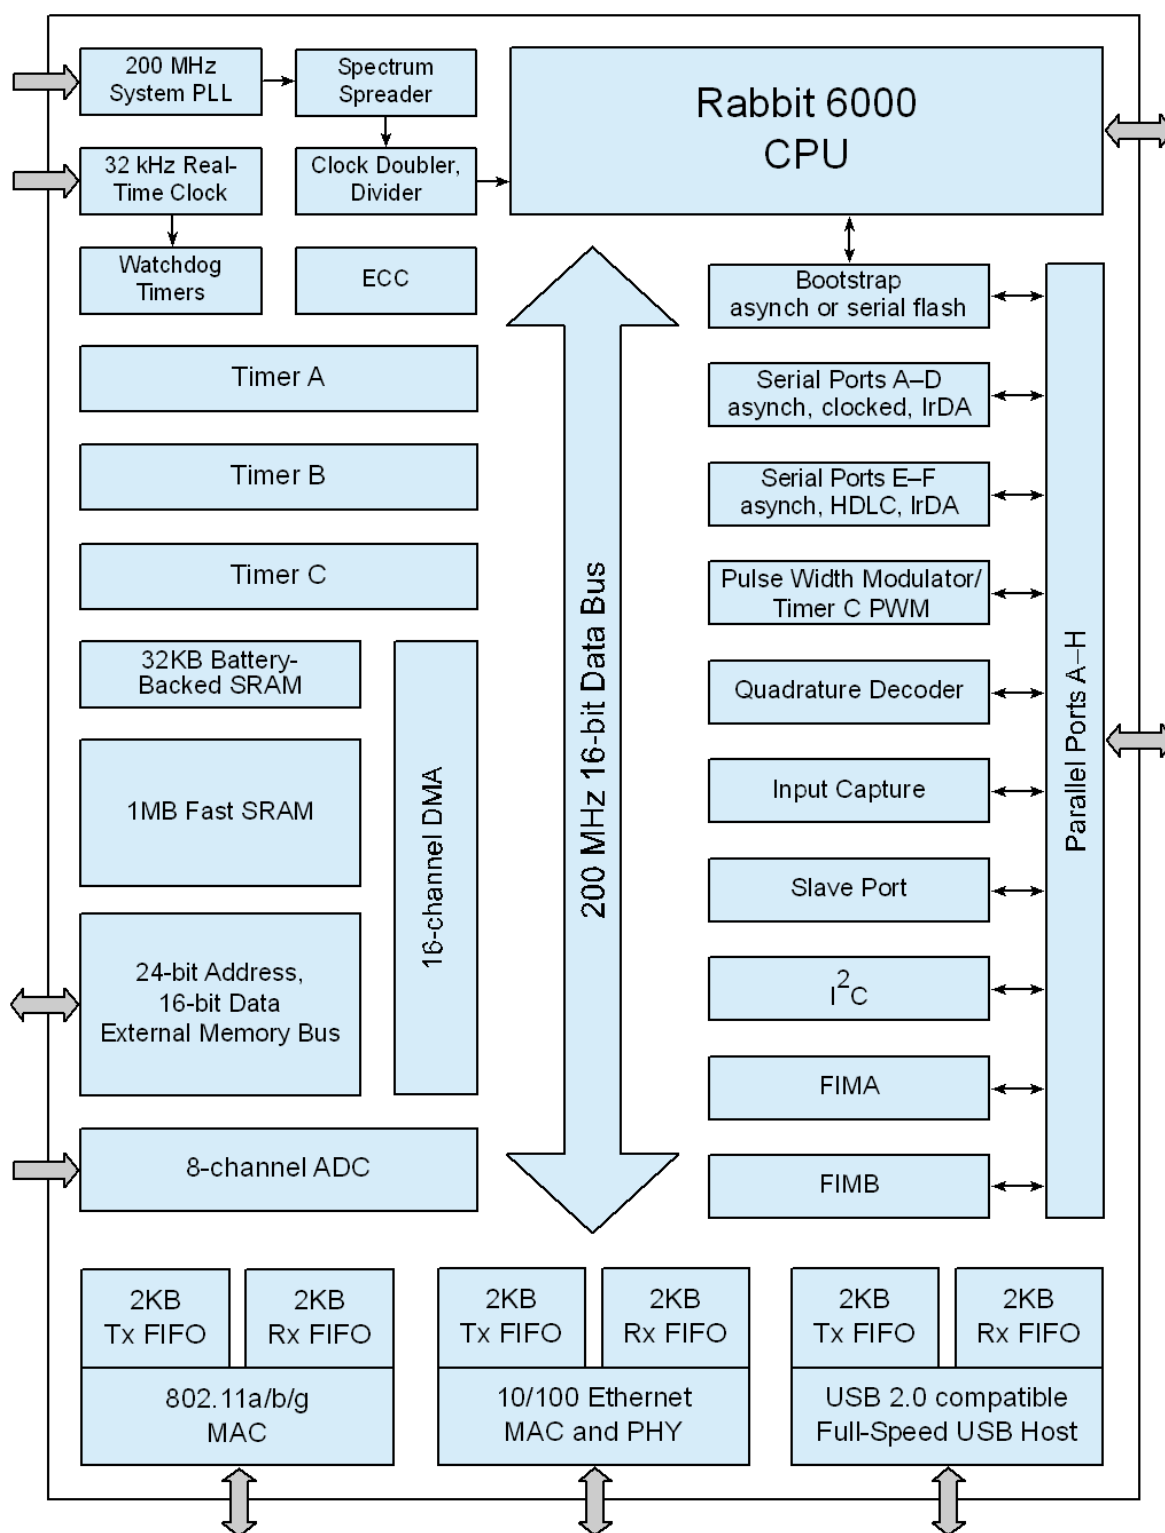 200 MHz
System PLL
Spectrum
Spreader
Rabbit 6000
CPU
32 kHz Real-
Time Clock
Clock Doubler,
Divider
Watchdog
Timers
ECC
Bootstrap
asynch or serial flash
Timer A
Serial Ports A–D
asynch, clocked, IrDA
Timer B
Serial Ports E–F
asynch, HDLC, IrDA
Timer C
Pulse Width Modulator/
Timer C PWM
32KB Battery-
Backed SRAM
16-channel DMA
200 MHz 16-bit Data Bus
Quadrature Decoder
Parallel Ports A–H
1MB Fast SRAM
Input Capture
Slave Port
24-bit Address,
16-bit Data
External Memory Bus
I²C
FIMA
8-channel ADC
FIMB
2KB
Tx FIFO
2KB
Rx FIFO
802.11a/b/g
MAC
2KB
Tx FIFO
2KB
Rx FIFO
10/100 Ethernet
MAC and PHY
2KB
Tx FIFO
2KB
Rx FIFO
USB 2.0 compatible
Full-Speed USB Host